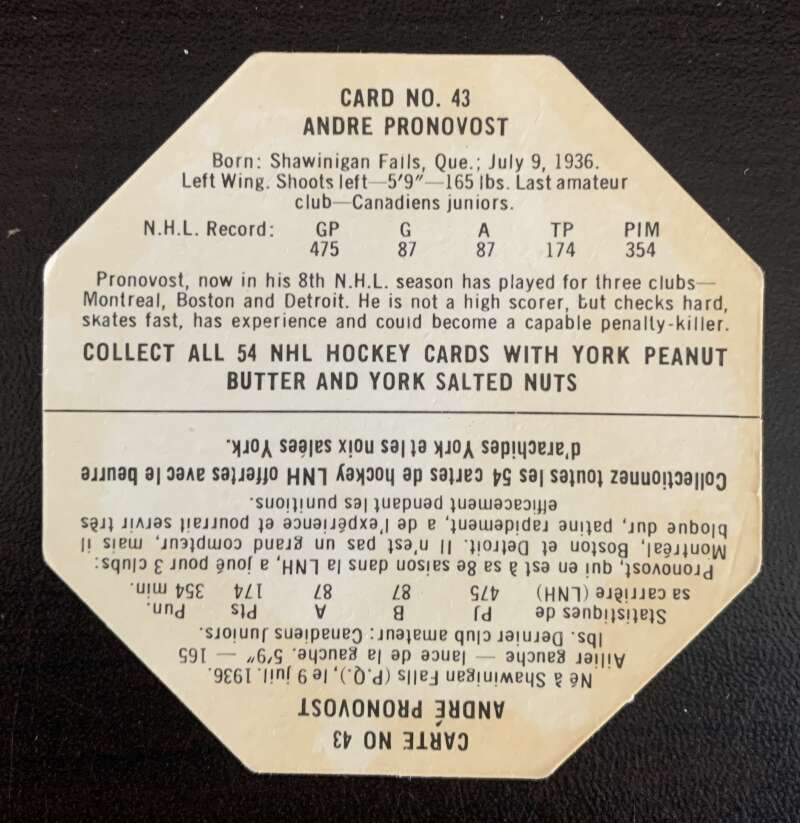 CARD NO. 43
ANDRE PRONOVOST
Born: Shawinigan Falls, Que.; July 9, 1936.
Left Wing. Shoots left—5'9"—165 lbs. Last amateur
club—Canadiens juniors.
N.H.L. Record: GP G A TP PIM
475 87 87 174 354
Pronovost, now in his 8th N.H.L. season has played for three clubs—
Montreal, Boston and Detroit. He is not a high scorer, but checks hard,
skates fast, has experience and could become a capable penalty-killer.
COLLECT ALL 54 NHL HOCKEY CARDS WITH YORK PEANUT
BUTTER AND YORK SALTED NUTS
CARTE NO 43
ANDRÉ PRONOVOST
Né à Shawinigan Falls (P.Q.), le 9 juil. 1936.
Ailier gauche — lance de la gauche. 5'9" — 165
lbs. Dernier club amateur: Canadiens Juniors.
Statistiques de PJ B A Pts Pun.
sa carrière (LNH) 475 87 87 174 354 min.
Pronovost, qui en est à sa 8e saison dans la LNH, a joué pour 3 clubs:
Montréal, Boston et Detroit. Il n'est pas un grand compteur, mais il
bloque dur, patine rapidement, a de l'expérience et pourrait servir très
efficacement pendant les punitions.
Collectionnez toutes les 54 cartes de hockey LNH offertes avec le beurre
d'arachides York et les noix salées York.